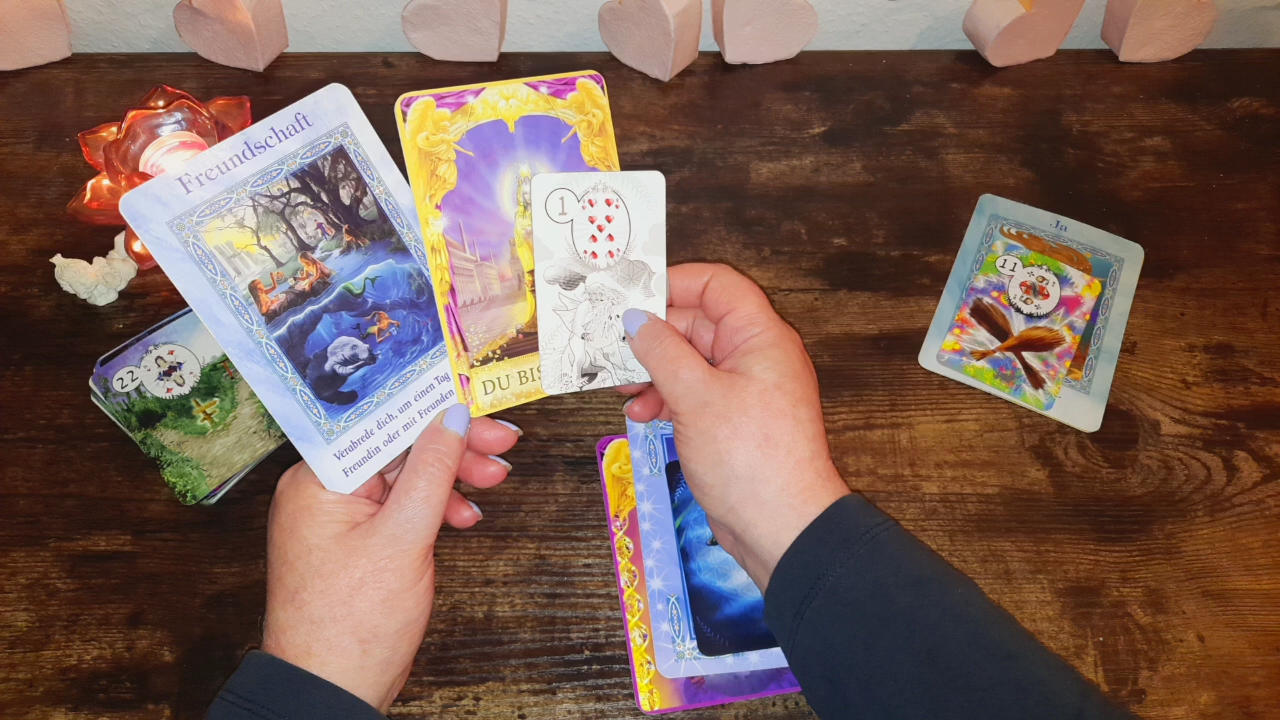 Freundschaft
Verabrede dich, um einen Tag
Freundin oder mit Freunden
DU BIS
1
22
Ja
11